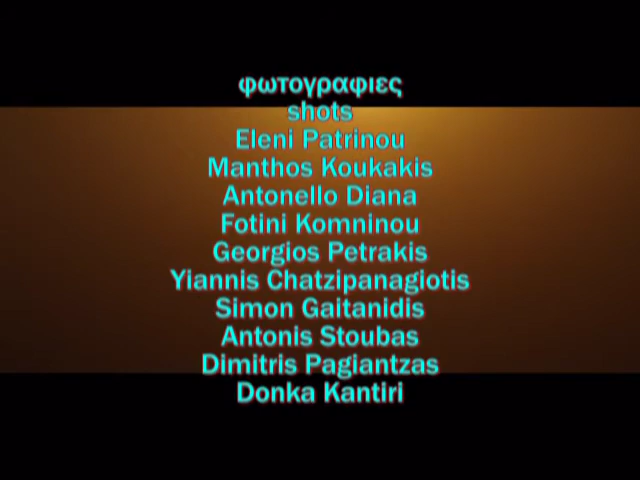 φωτογραφιες
shots
Eleni Patrinou
Manthos Koukakis
Antonello Diana
Fotini Komninou
Georgios Petrakis
Yiannis Chatzipanagiotis
Simon Gaitanidis
Antonis Stoubas
Dimitris Pagiantzas
Donka Kantiri